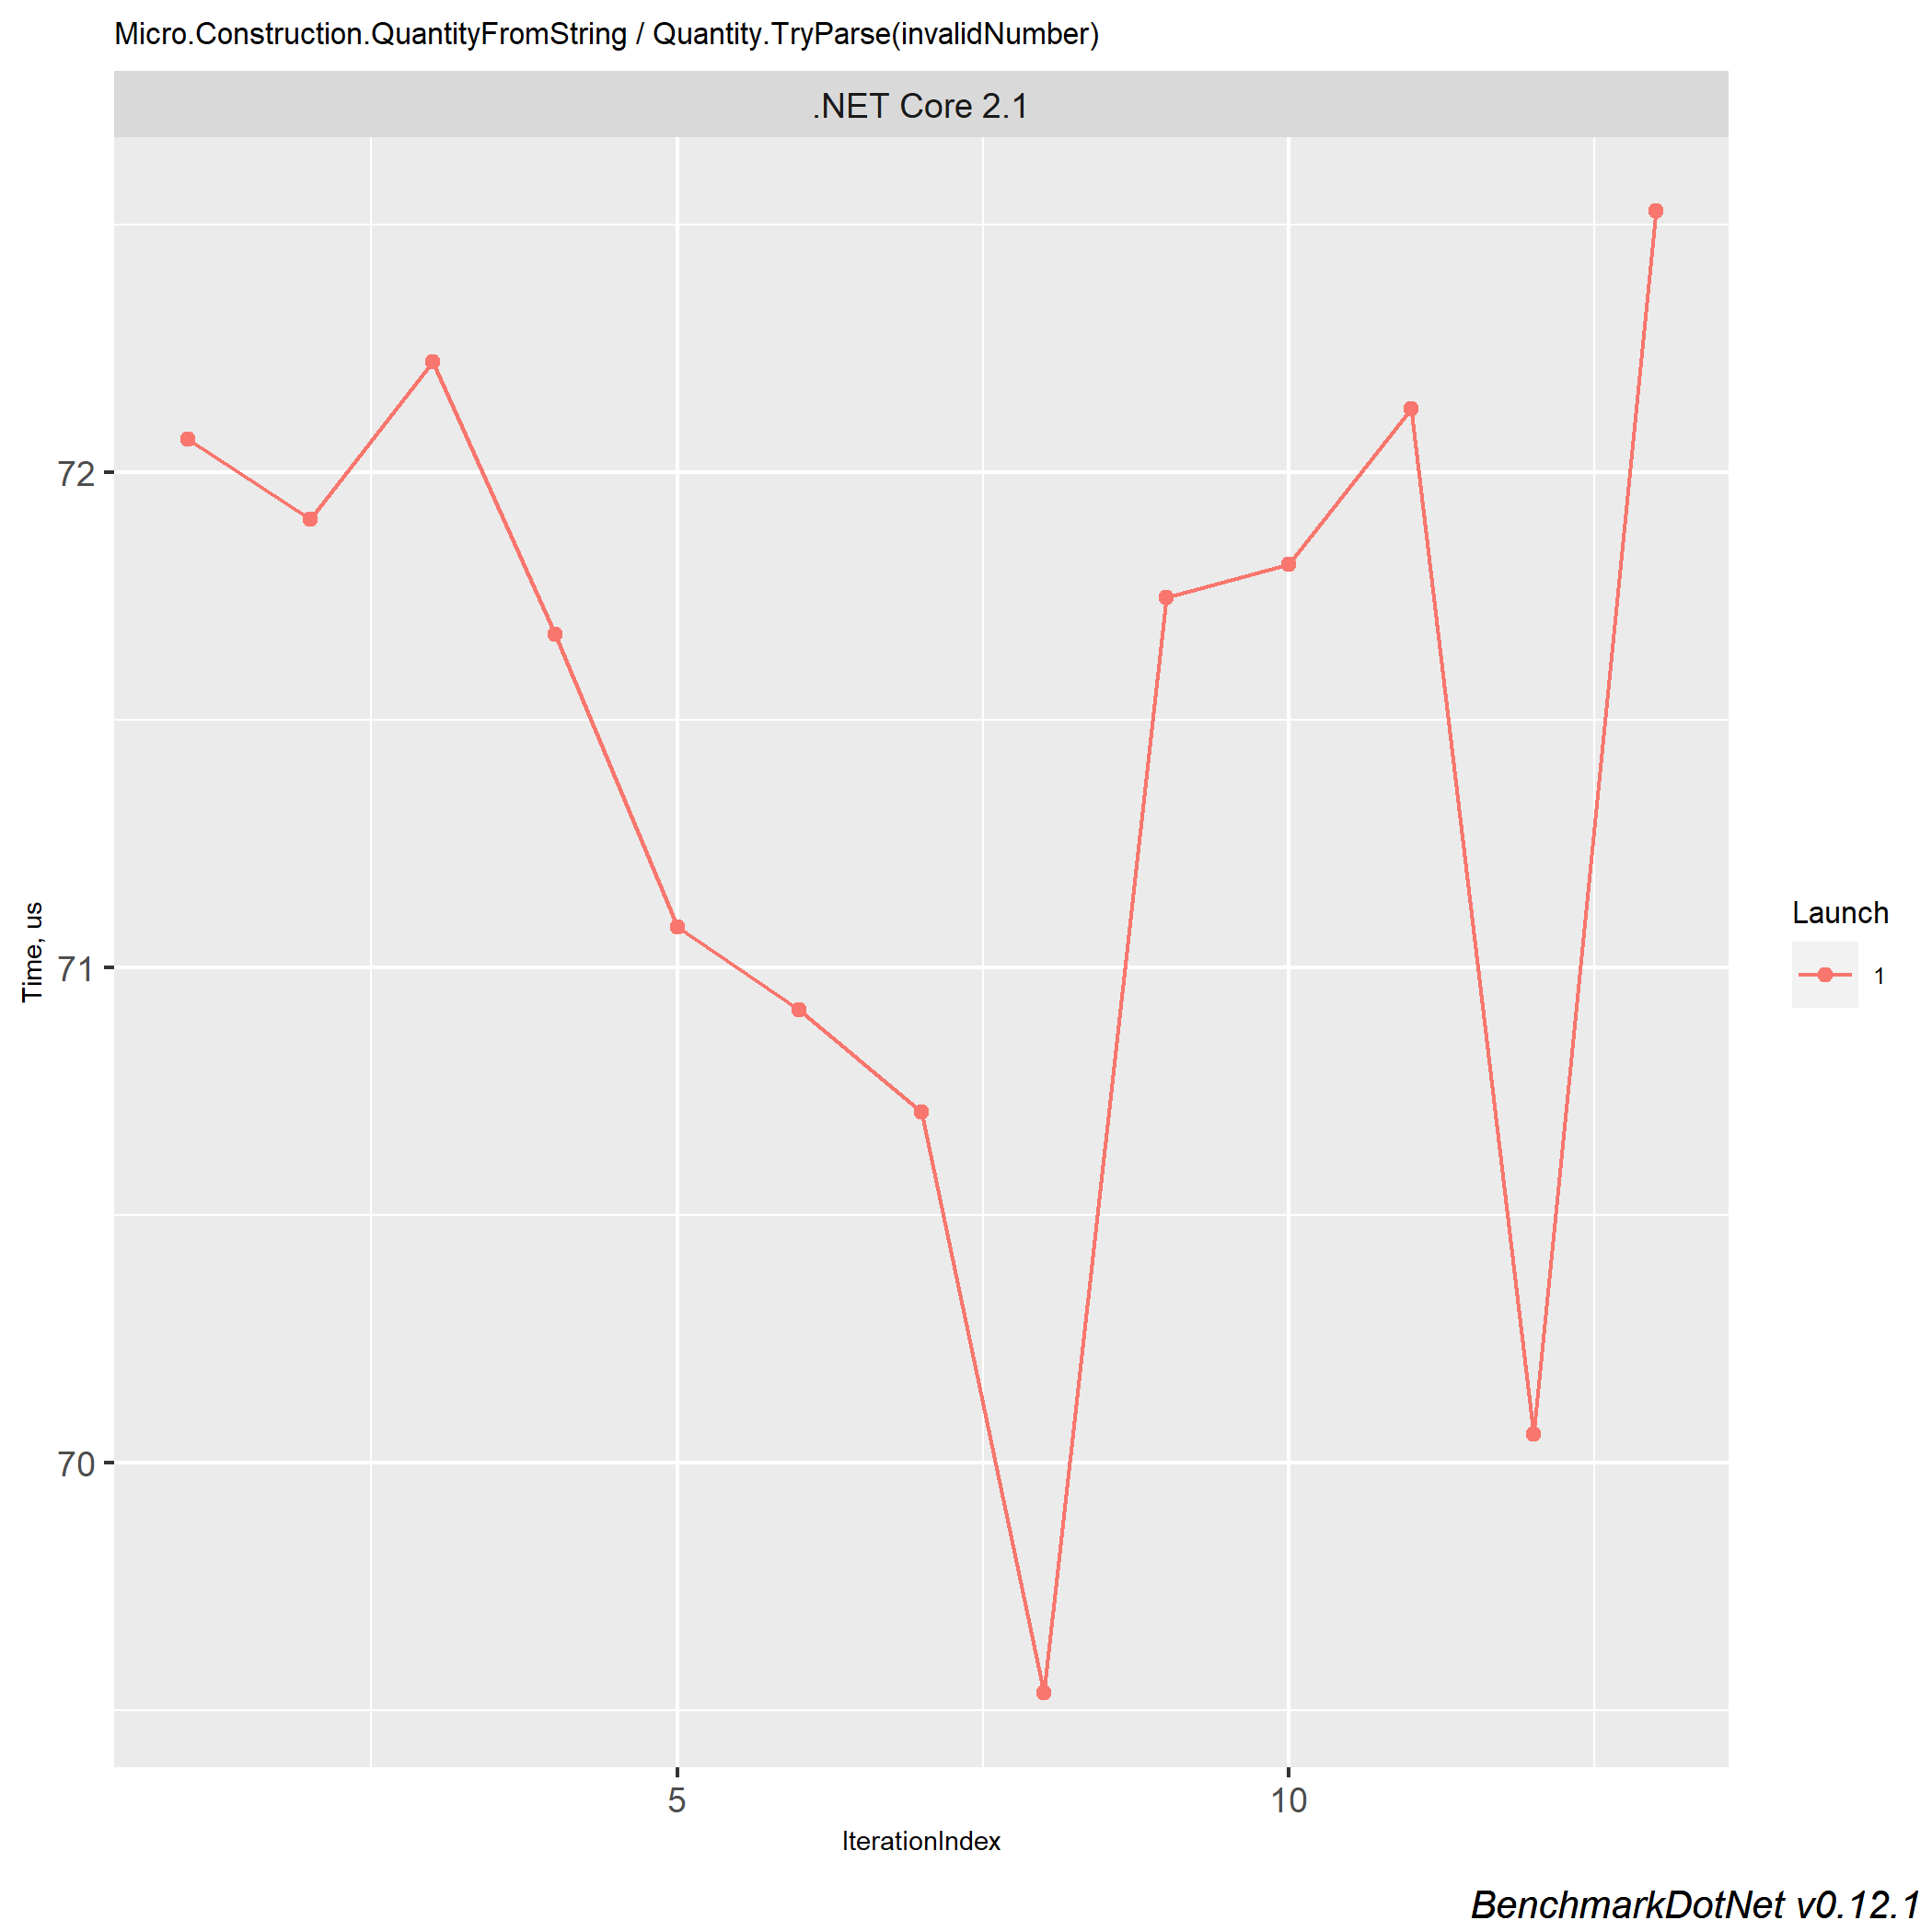 Micro.Construction.QuantityFromString / Quantity.TryParse(invalidNumber)
.NET Core 2.1
72
71
70
Time, us
5
10
IterationIndex
Launch
1
BenchmarkDotNet v0.12.1